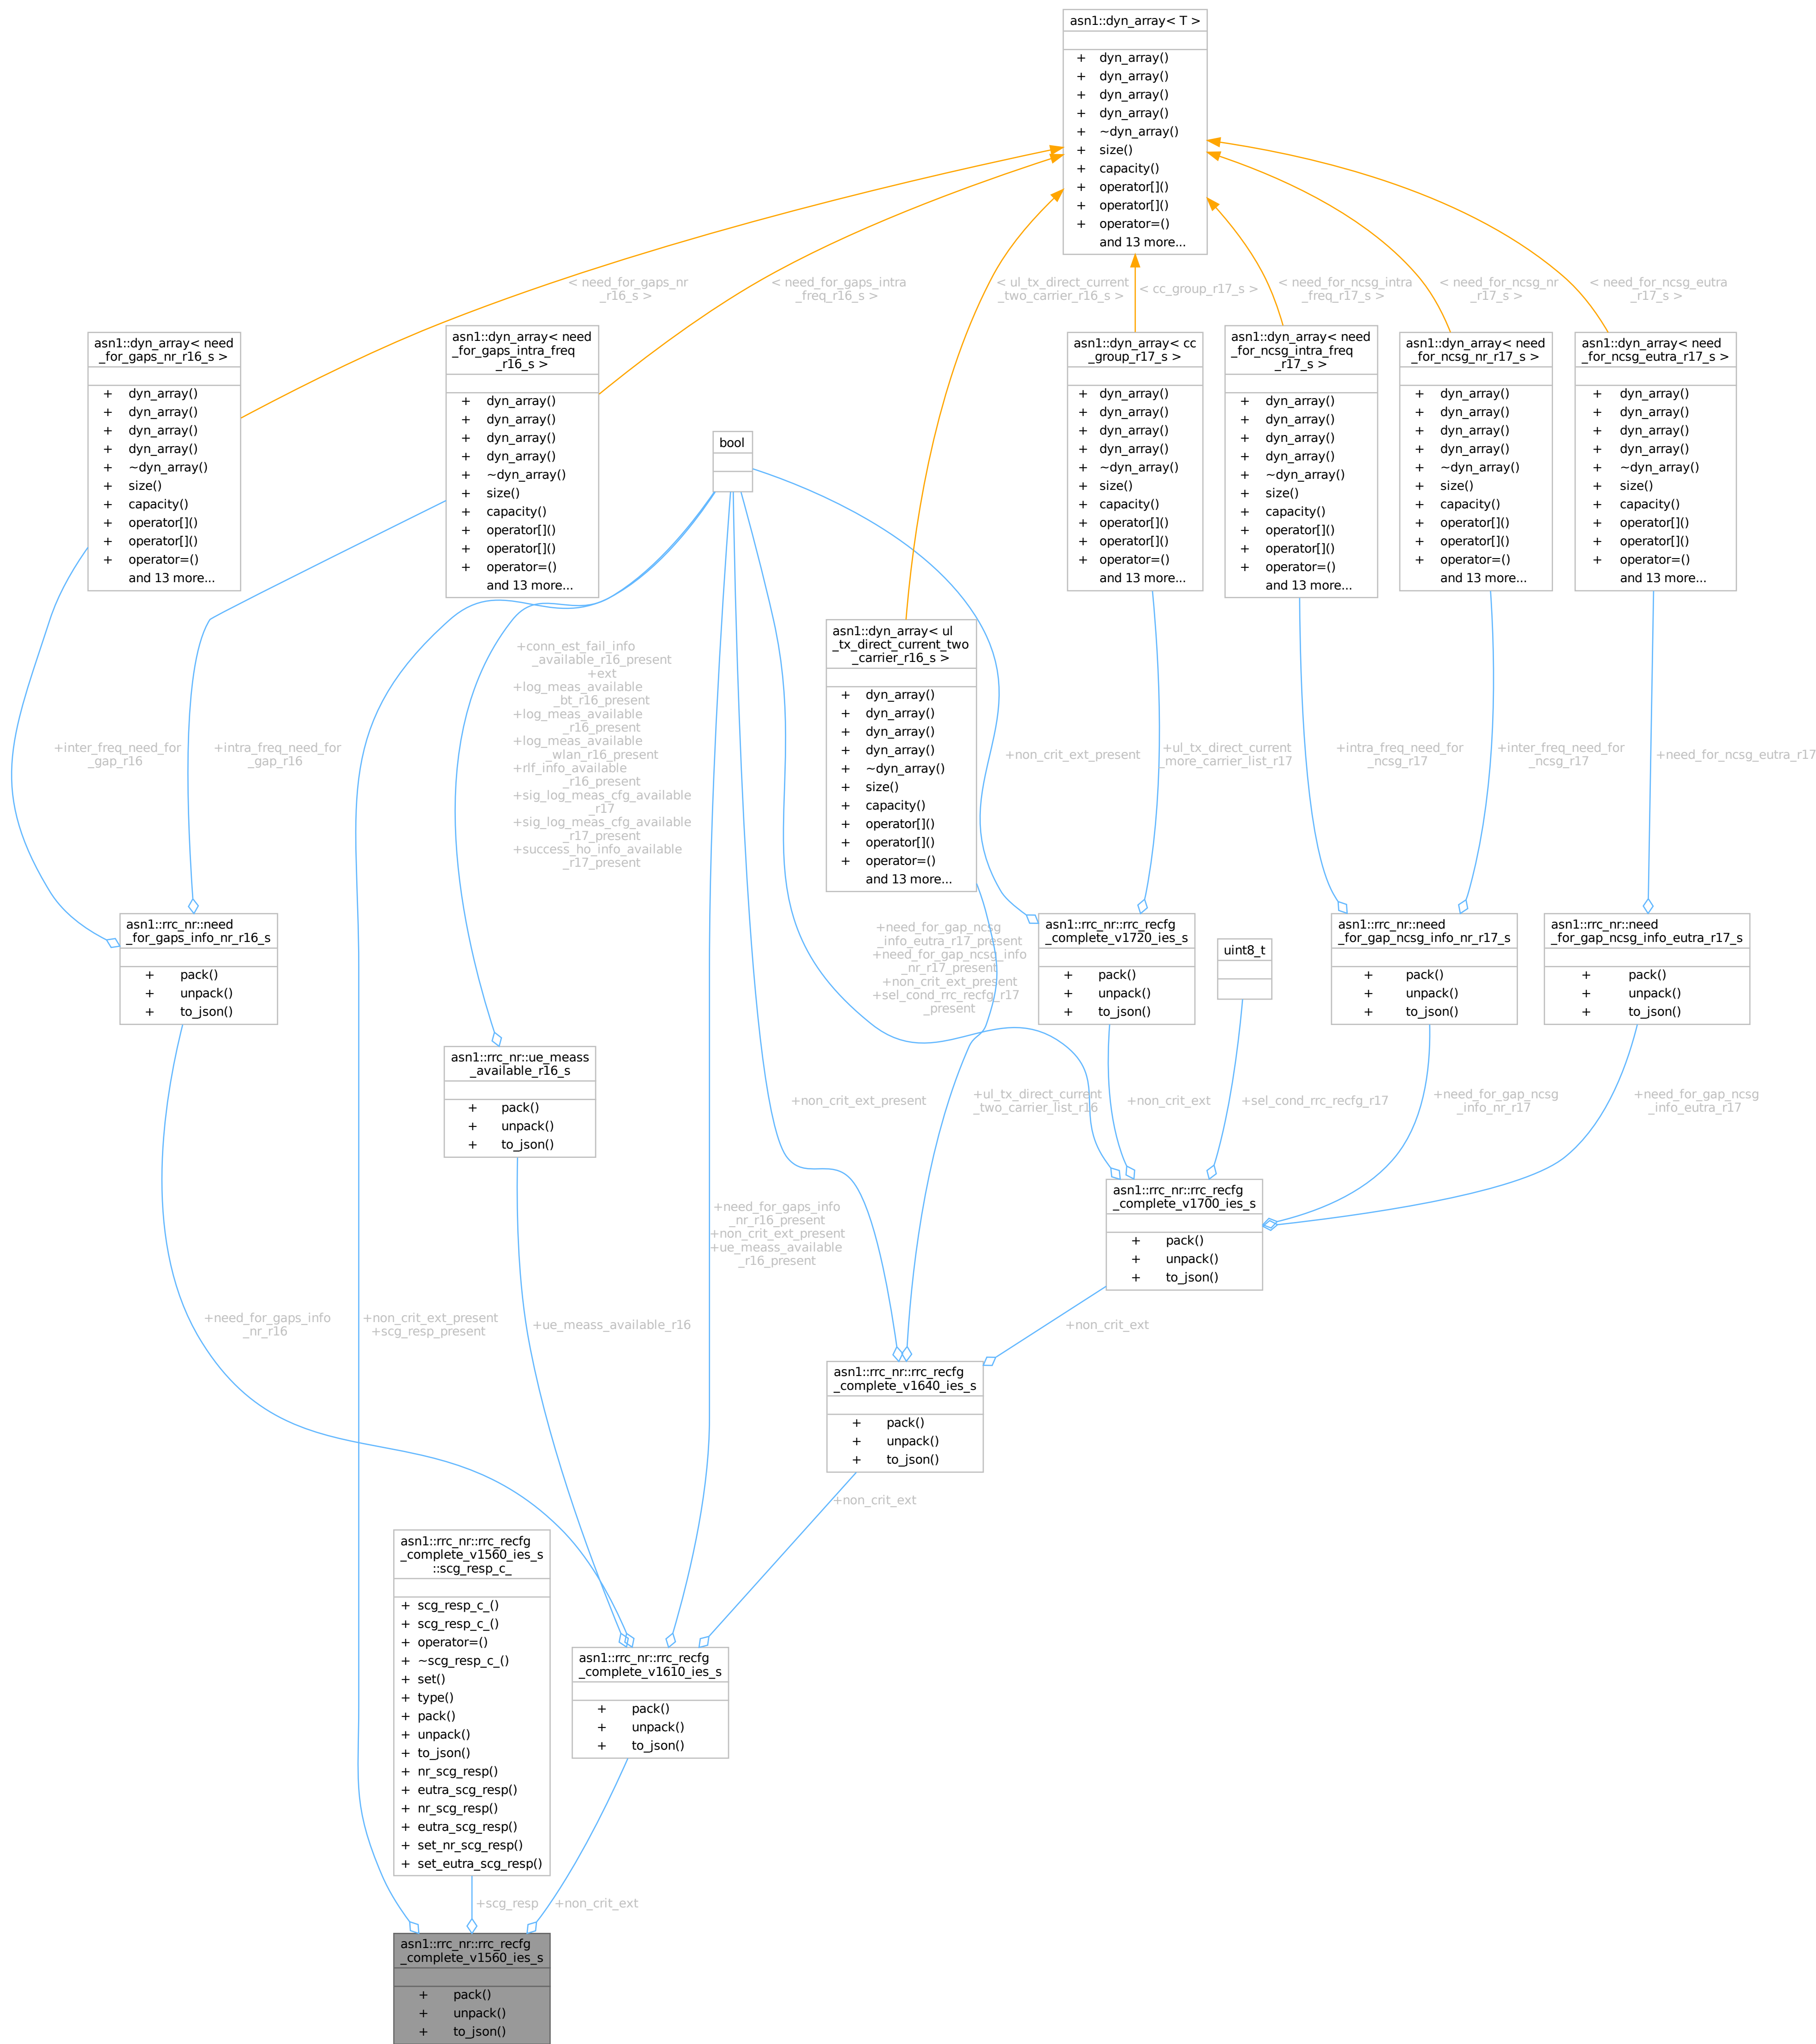 asn1::dyn_array< T >
+ dyn_array()
+ dyn_array()
+ dyn_array()
+ dyn_array()
+ ~dyn_array()
+ size()
+ capacity()
+ operator[]()
+ operator[]()
+ operator=()
and 13 more...
< need_for_gaps_nr
_r16_s >
< need_for_gaps_intra
_freq_r16_s >
< ul_tx_direct_current
_two_carrier_r16_s >
< cc_group_r17_s >
< need_for_ncsg_intra
_freq_r17_s >
< need_for_ncsg_nr
_r17_s >
< need_for_ncsg_eutra
_r17_s >
asn1::dyn_array< need
_for_gaps_nr_r16_s >
+ dyn_array()
+ dyn_array()
+ dyn_array()
+ dyn_array()
+ ~dyn_array()
+ size()
+ capacity()
+ operator[]()
+ operator[]()
+ operator=()
and 13 more...
asn1::dyn_array< need
_for_gaps_intra_freq
_r16_s >
+ dyn_array()
+ dyn_array()
+ dyn_array()
+ dyn_array()
+ ~dyn_array()
+ size()
+ capacity()
+ operator[]()
+ operator[]()
+ operator=()
and 13 more...
bool
asn1::dyn_array< cc
_group_r17_s >
+ dyn_array()
+ dyn_array()
+ dyn_array()
+ dyn_array()
+ ~dyn_array()
+ size()
+ capacity()
+ operator[]()
+ operator[]()
+ operator=()
and 13 more...
asn1::dyn_array< need
_for_ncsg_intra_freq
_r17_s >
+ dyn_array()
+ dyn_array()
+ dyn_array()
+ dyn_array()
+ ~dyn_array()
+ size()
+ capacity()
+ operator[]()
+ operator[]()
+ operator=()
and 13 more...
asn1::dyn_array< need
_for_ncsg_nr_r17_s >
+ dyn_array()
+ dyn_array()
+ dyn_array()
+ dyn_array()
+ ~dyn_array()
+ size()
+ capacity()
+ operator[]()
+ operator[]()
+ operator=()
and 13 more...
asn1::dyn_array< need
_for_ncsg_eutra_r17_s >
+ dyn_array()
+ dyn_array()
+ dyn_array()
+ dyn_array()
+ ~dyn_array()
+ size()
+ capacity()
+ operator[]()
+ operator[]()
+ operator=()
and 13 more...
asn1::dyn_array< ul
_tx_direct_current_two
_carrier_r16_s >
+ dyn_array()
+ dyn_array()
+ dyn_array()
+ dyn_array()
+ ~dyn_array()
+ size()
+ capacity()
+ operator[]()
+ operator[]()
+ operator=()
and 13 more...
+conn_est_fail_info
_available_r16_present
+ext
+log_meas_available
_bt_r16_present
+log_meas_available
_r16_present
+log_meas_available
_wlan_r16_present
+rlf_info_available
_r16_present
+sig_log_meas_cfg_available
_r17
+sig_log_meas_cfg_available
_r17_present
+success_ho_info_available
_r17_present
+inter_freq_need_for
_gap_r16
+intra_freq_need_for
_gap_r16
+non_crit_ext_present
+ul_tx_direct_current
_more_carrier_list_r17
+intra_freq_need_for
_ncsg_r17
+inter_freq_need_for
_ncsg_r17
+need_for_ncsg_eutra_r17
asn1::rrc_nr::need
_for_gaps_info_nr_r16_s
+ pack()
+ unpack()
+ to_json()
+need_for_gap_ncsg
_info_eutra_r17_present
+need_for_gap_ncsg_info
_nr_r17_present
+non_crit_ext_present
+sel_cond_rrc_recfg_r17
_present
asn1::rrc_nr::rrc_recfg
_complete_v1720_ies_s
+ pack()
+ unpack()
+ to_json()
uint8_t
asn1::rrc_nr::need
_for_gap_ncsg_info_nr_r17_s
+ pack()
+ unpack()
+ to_json()
asn1::rrc_nr::need
_for_gap_ncsg_info_eutra_r17_s
+ pack()
+ unpack()
+ to_json()
asn1::rrc_nr::ue_meass
_available_r16_s
+ pack()
+ unpack()
+ to_json()
+non_crit_ext_present
+ul_tx_direct_current
_two_carrier_list_r16
+non_crit_ext
+sel_cond_rrc_recfg_r17
+need_for_gap_ncsg
_info_nr_r17
+need_for_gap_ncsg
_info_eutra_r17
asn1::rrc_nr::rrc_recfg
_complete_v1700_ies_s
+ pack()
+ unpack()
+ to_json()
+need_for_gaps_info
_nr_r16_present
+non_crit_ext_present
+ue_meass_available
_r16_present
+need_for_gaps_info
_nr_r16
+non_crit_ext_present
+scg_resp_present
+ue_meass_available_r16
+non_crit_ext
asn1::rrc_nr::rrc_recfg
_complete_v1640_ies_s
+ pack()
+ unpack()
+ to_json()
+non_crit_ext
asn1::rrc_nr::rrc_recfg
_complete_v1560_ies_s
::scg_resp_c_
+ scg_resp_c_()
+ scg_resp_c_()
+ operator=()
+ ~scg_resp_c_()
+ set()
+ type()
+ pack()
+ unpack()
+ to_json()
+ nr_scg_resp()
+ eutra_scg_resp()
+ nr_scg_resp()
+ eutra_scg_resp()
+ set_nr_scg_resp()
+ set_eutra_scg_resp()
asn1::rrc_nr::rrc_recfg
_complete_v1610_ies_s
+ pack()
+ unpack()
+ to_json()
+scg_resp
+non_crit_ext
asn1::rrc_nr::rrc_recfg
_complete_v1560_ies_s
+ pack()
+ unpack()
+ to_json()